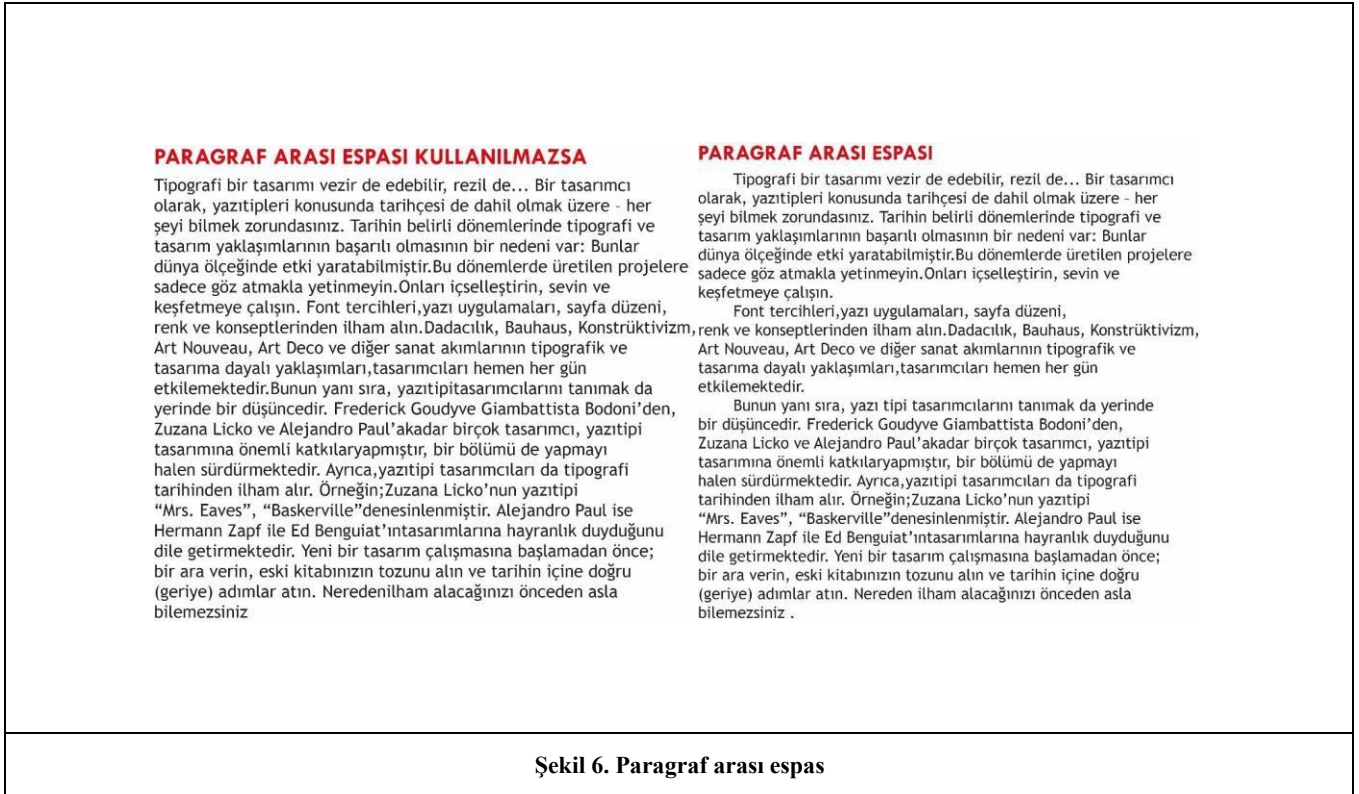 PARAGRAF ARASI ESPASI KULLANILMAZSA
Tipografi bir tasarımı vezir de edebilir, rezil de... Bir tasarımcı
olarak, yazıtipleri konusunda tarihçesi de dahil olmak üzere – her
şeyi bilmek zorundasınız. Tarihin belirli dönemlerinde tipografi ve
tasarım yaklaşımlarının başarılı olmasının bir nedeni var: Bunlar
dünya ölçeğinde etki yaratabilmiştir.Bu dönemlerde üretilen projelere
sadece göz atmakla yetinmeyin.Onları içselleştirin, sevin ve
keşfetmeye çalışın. Font tercihleri,yazı uygulamaları, sayfa düzeni,
renk ve konseptlerinden ilham alın.Dadacılık, Bauhaus, Konstrüktivizm,
Art Nouveau, Art Deco ve diğer sanat akımlarının tipografik ve
tasarıma dayalı yaklaşımları,tasarımcıları hemen her gün
etkilemektedir.Bunun yanı sıra, yazıtipitasarımcılarını tanımak da
yerinde bir düşüncedir. Frederick Goudyve Giambattista Bodoni’den,
Zuzana Licko ve Alejandro Paul’akadar birçok tasarımcı, yazıtipi
tasarımına önemli katkılaryapmıştır, bir bölümü de yapmayı
halen sürdürmektedir. Ayrıca,yazıtipi tasarımcıları da tipografi
tarihinden ilham alır. Örneğin;Zuzana Licko’nun yazıtipi
“Mrs. Eaves”, “Baskerville”denesinlenmiştir. Alejandro Paul ise
Hermann Zapf ile Ed Benguiat’ıntasarımlarına hayranlık duyduğunu
dile getirmektedir. Yeni bir tasarım çalışmasına başlamadan önce;
bir ara verin, eski kitabınızın tozunu alın ve tarihin içine doğru
(geriye) adımlar atın. Neredenilham alacağınızı önceden asla
bilemezsiniz
PARAGRAF ARASI ESPASI
Tipografi bir tasarımı vezir de edebilir, rezil de... Bir tasarımcı
olarak, yazıtipleri konusunda tarihçesi de dahil olmak üzere – her
şeyi bilmek zorundasınız. Tarihin belirli dönemlerinde tipografi ve
tasarım yaklaşımlarının başarılı olmasının bir nedeni var: Bunlar
dünya ölçeğinde etki yaratabilmiştir.Bu dönemlerde üretilen projelere
sadece göz atmakla yetinmeyin.Onları içselleştirin, sevin ve
keşfetmeye çalışın.
Font tercihleri,yazı uygulamaları, sayfa düzeni,
renk ve konseptlerinden ilham alın.Dadacılık, Bauhaus, Konstrüktivizm,
Art Nouveau, Art Deco ve diğer sanat akımlarının tipografik ve
tasarıma dayalı yaklaşımları,tasarımcıları hemen her gün
etkilemektedir.
Bunun yanı sıra, yazı tipi tasarımcılarını tanımak da yerinde
bir düşüncedir. Frederick Goudyve Giambattista Bodoni’den,
Zuzana Licko ve Alejandro Paul’akadar birçok tasarımcı, yazıtipi
tasarımına önemli katkılaryapmıştır, bir bölümü de yapmayı
halen sürdürmektedir. Ayrıca,yazıtipi tasarımcıları da tipografi
tarihinden ilham alır. Örneğin;Zuzana Licko’nun yazıtipi
“Mrs. Eaves”, “Baskerville”denesinlenmiştir. Alejandro Paul ise
Hermann Zapf ile Ed Benguiat’ıntasarımlarına hayranlık duyduğunu
dile getirmektedir. Yeni bir tasarım çalışmasına başlamadan önce;
bir ara verin, eski kitabınızın tozunu alın ve tarihin içine doğru
(geriye) adımlar atın. Nereden ilham alacağınızı önceden asla
bilemezsiniz .
Şekil 6. Paragraf arası espas